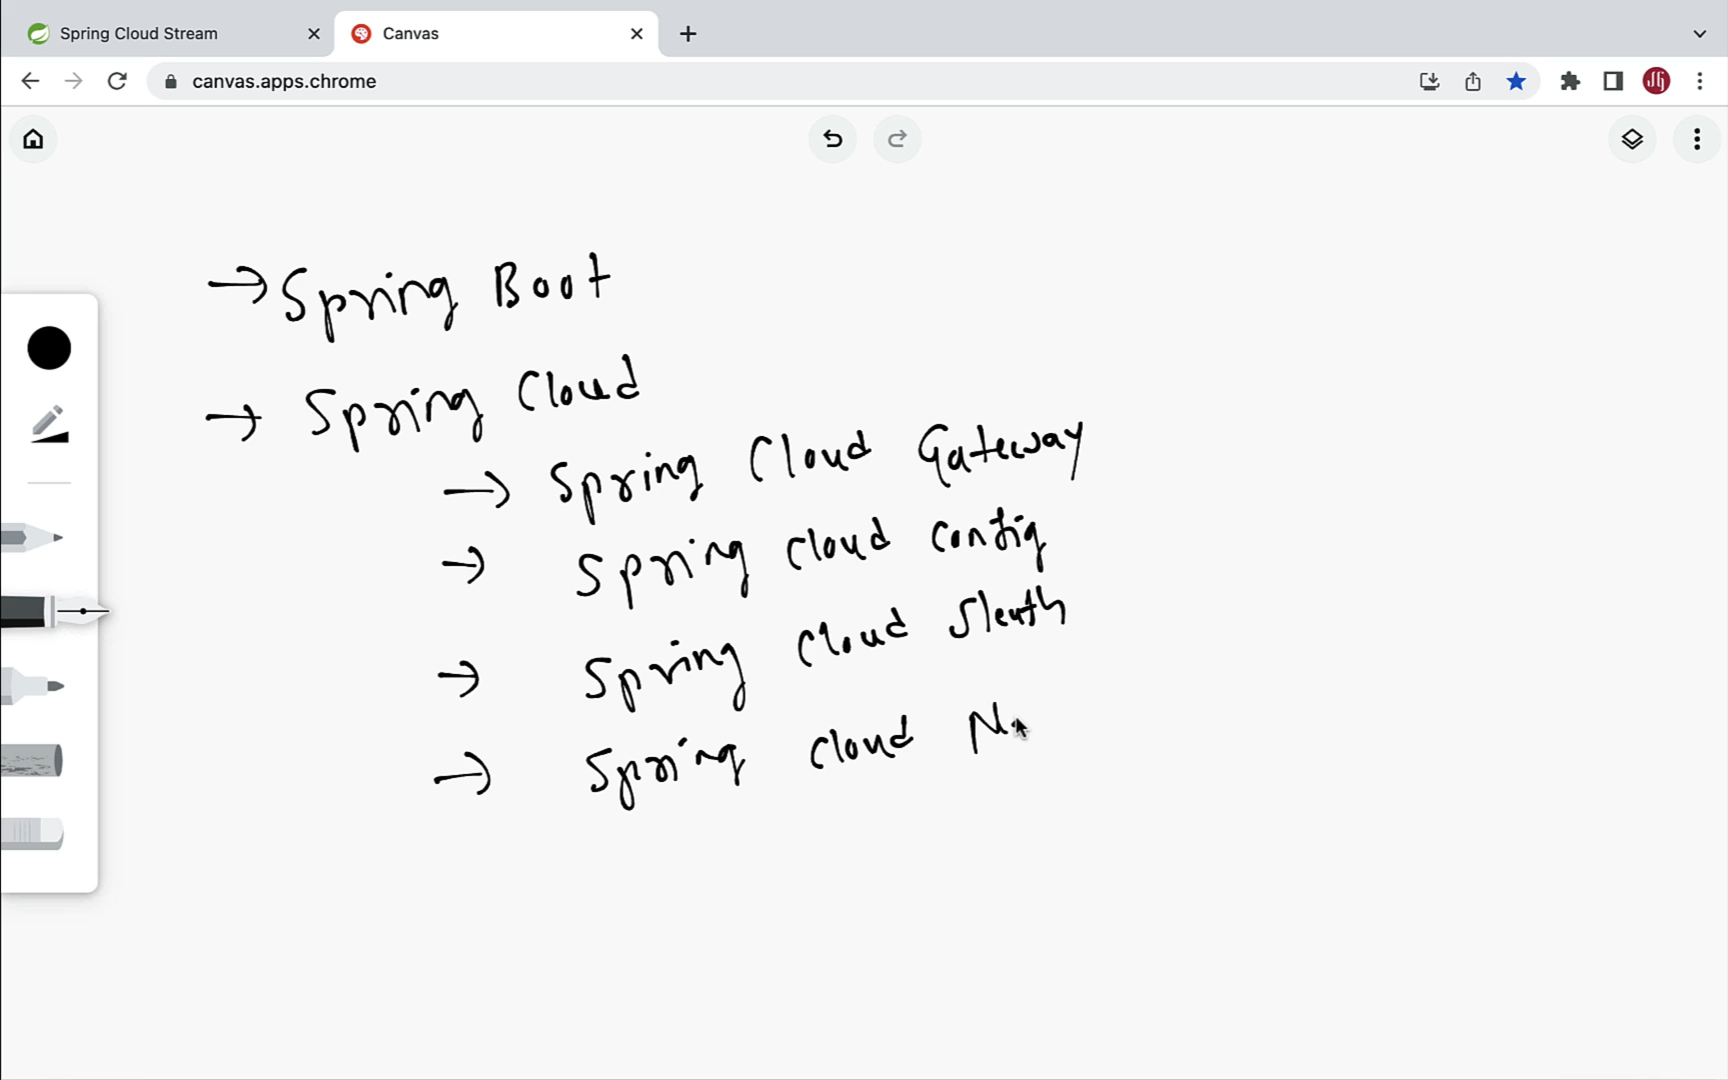 Spring Cloud Stream
Canvas
canvas.apps.chrome
→ Spring Boot
→ Spring Cloud
→ Spring Cloud Gateway
→ Spring Cloud Config
→ Spring Cloud Sleuth
→ Spring Cloud N